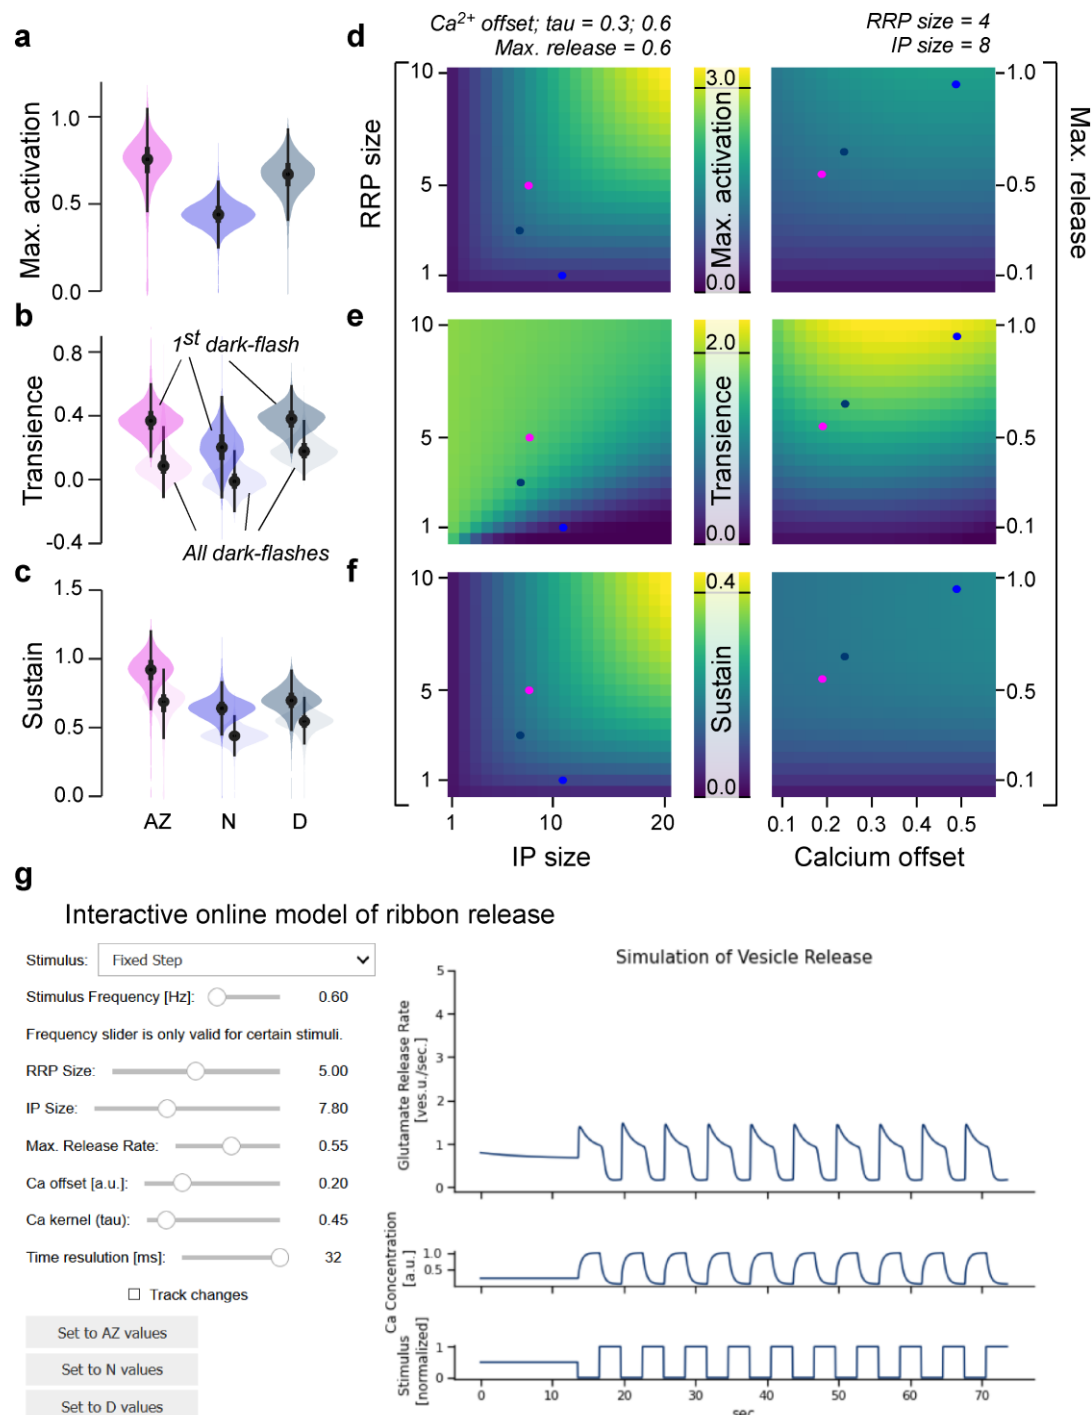 a
Max. activation
1.0
0.5
0.0
b
Transience
0.8
0.4
0.0
-0.4
1st dark-flash
All dark-flashes
c
Sustain
1.5
1.0
0.5
0.0
AZ N D
d
Ca2+ offset; tau = 0.3; 0.6
Max. release = 0.6
RRP size = 4
IP size = 8
RRP size
10
5
1
3.0
Max. activation
0.0
1.0
0.5
0.1
Max. release
e
10
5
1
2.0
Transience
0.0
1.0
0.5
0.1
f
10
5
1
0.4
Sustain
0.0
1.0
0.5
0.1
1 10 20
IP size
0.1 0.2 0.3 0.4 0.5
Calcium offset
g
Interactive online model of ribbon release
Stimulus: Fixed Step
Stimulus Frequency [Hz]: 0.60
Frequency slider is only valid for certain stimuli.
RRP Size: 5.00
IP Size: 7.80
Max. Release Rate: 0.55
Ca offset [a.u.]: 0.20
Ca kernel (tau): 0.45
Time resulution [ms]: 32
Track changes
Set to AZ values
Set to N values
Set to D values
Simulation of Vesicle Release
Glutamate Release Rate
[ves.u./sec.]
5
4
3
2
1
0
Ca Concentration
[a.u.]
1.0
0.5
Stimulus
[normalized]
1
0
0 10 20 30 40 50 60 70
sec